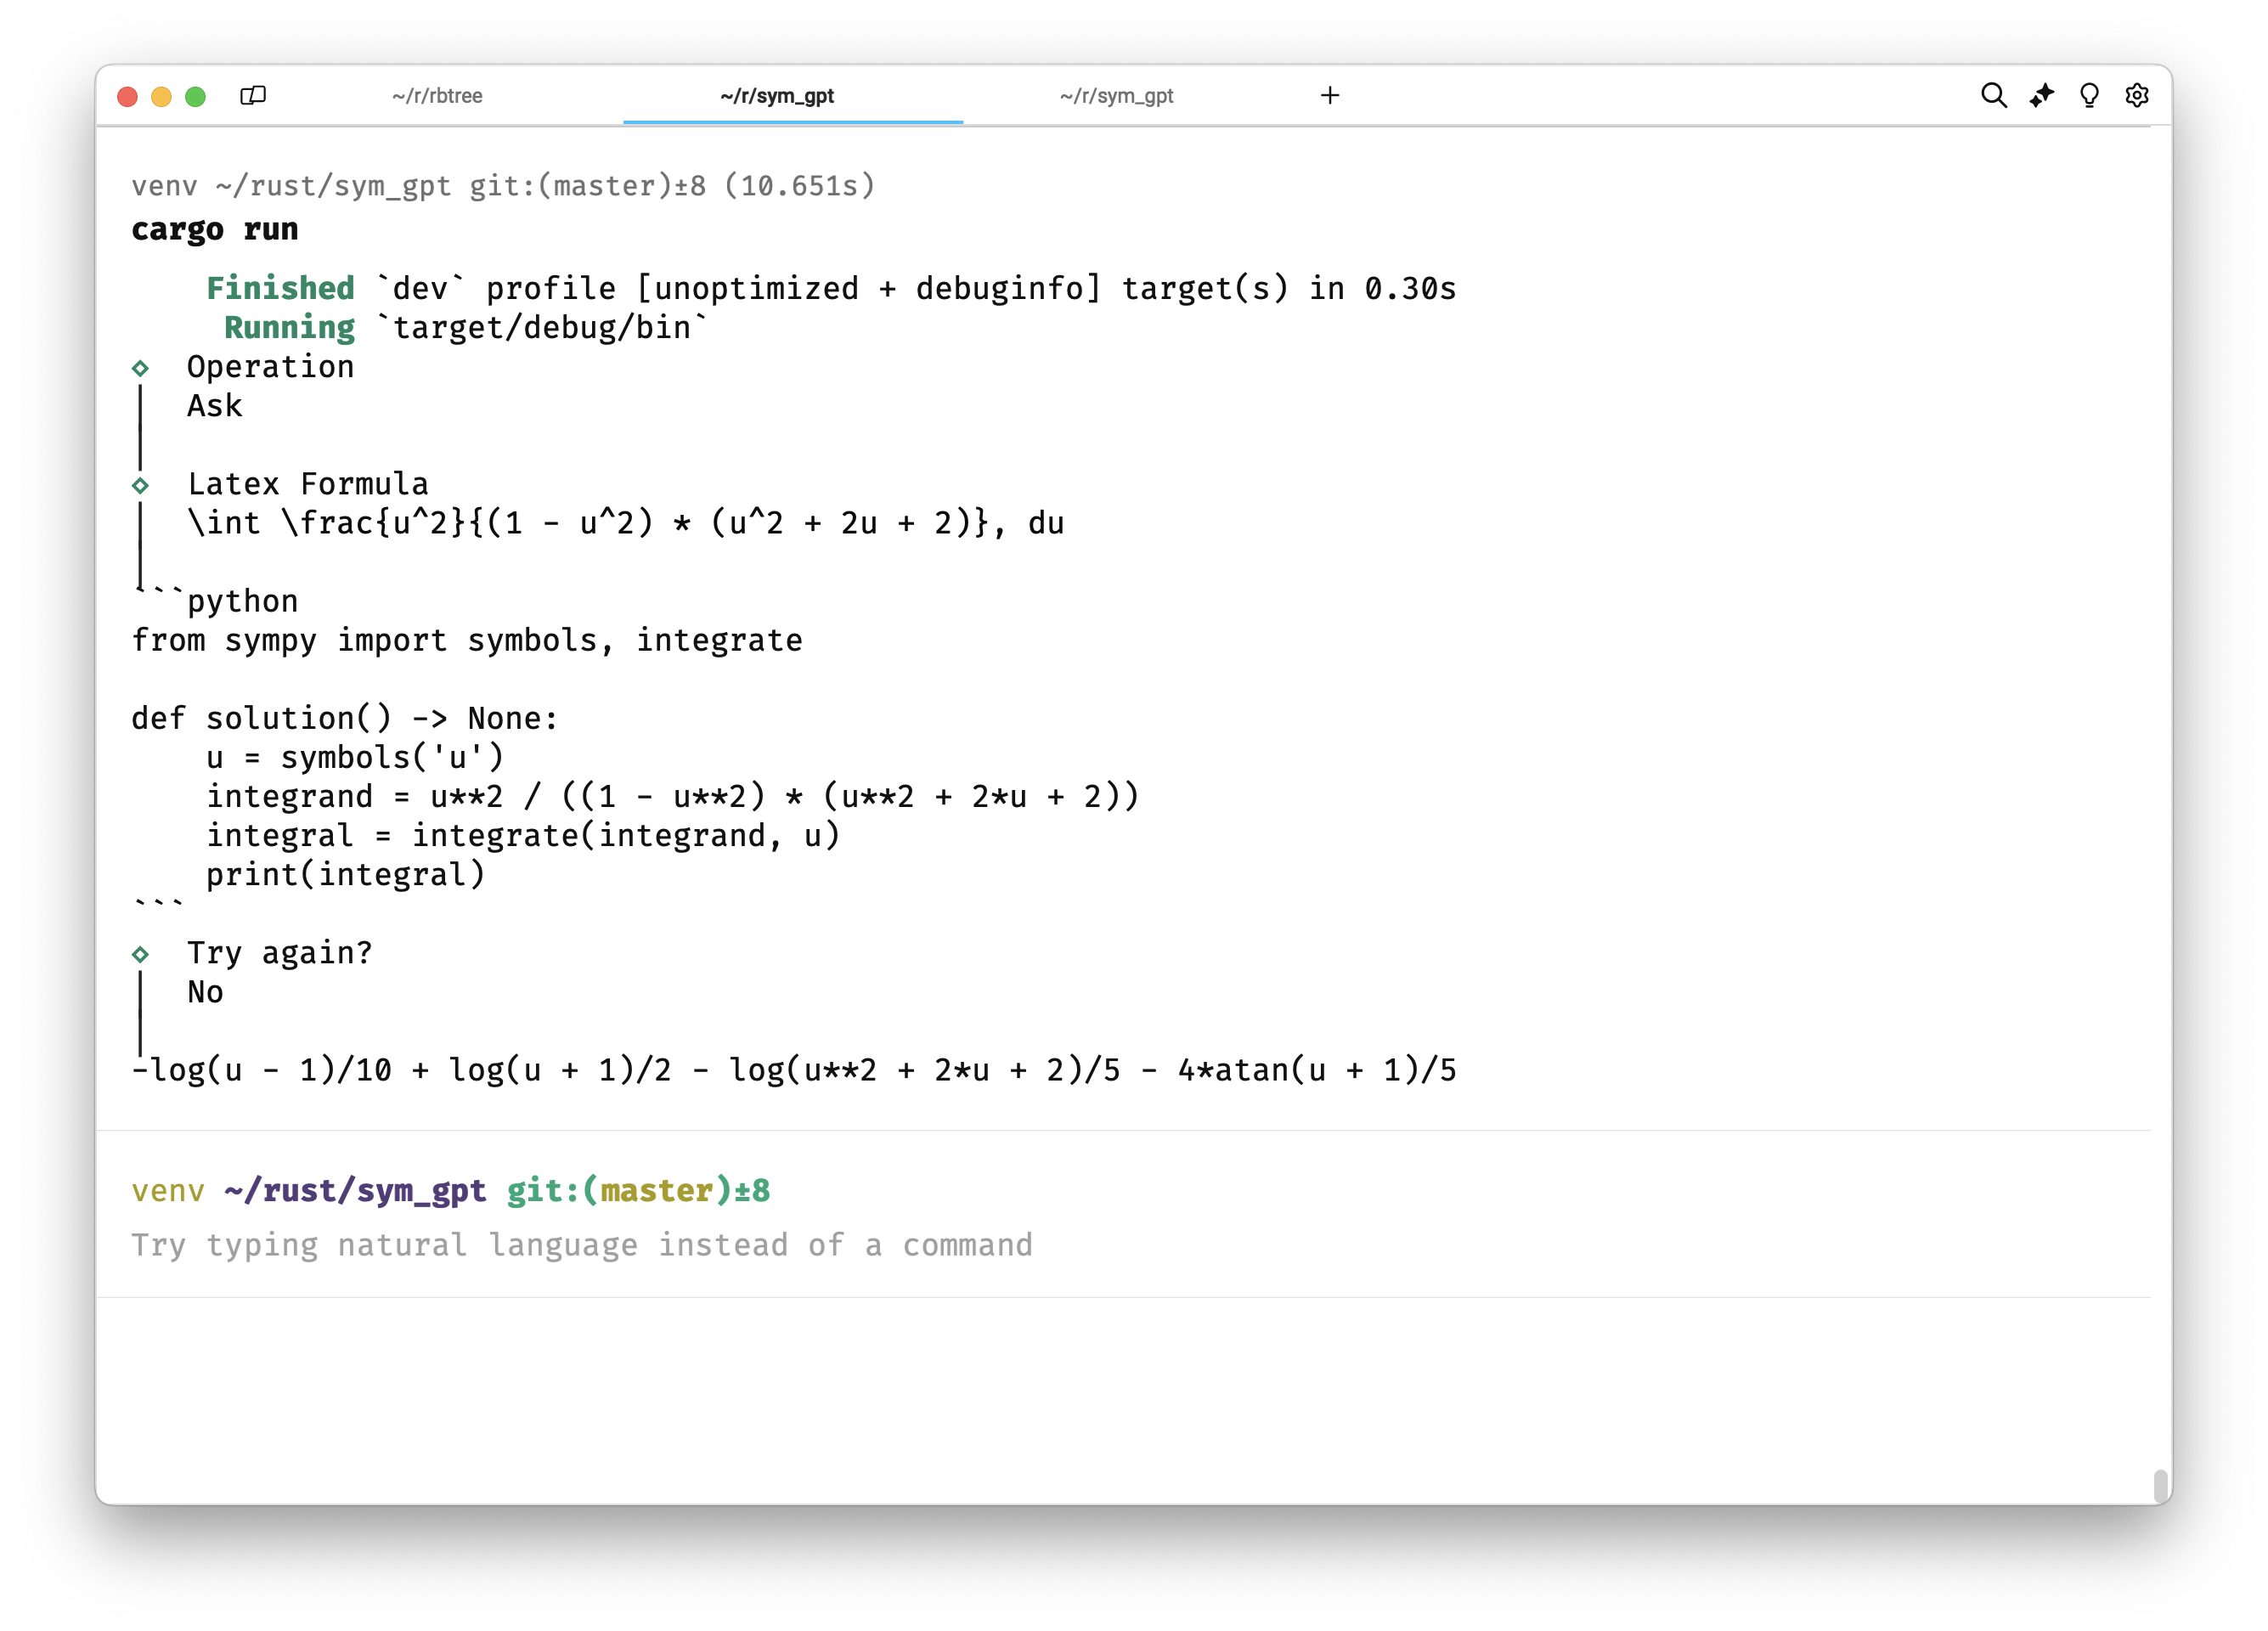 ~/r/rbtree ~/r/sym_gpt ~/r/sym_gpt +
venv ~/rust/sym_gpt git:(master)±8 (10.651s)
cargo run
    Finished `dev` profile [unoptimized + debuginfo] target(s) in 0.30s
     Running `target/debug/bin`
◇  Operation
│  Ask
│
◇  Latex Formula
│  \int \frac{u^2}{(1 - u^2) * (u^2 + 2u + 2)}, du
│
```python
from sympy import symbols, integrate

def solution() -> None:
    u = symbols('u')
    integrand = u**2 / ((1 - u**2) * (u**2 + 2*u + 2))
    integral = integrate(integrand, u)
    print(integral)
```
◇  Try again?
│  No
│
-log(u - 1)/10 + log(u + 1)/2 - log(u**2 + 2*u + 2)/5 - 4*atan(u + 1)/5
venv ~/rust/sym_gpt git:(master)±8
Try typing natural language instead of a command